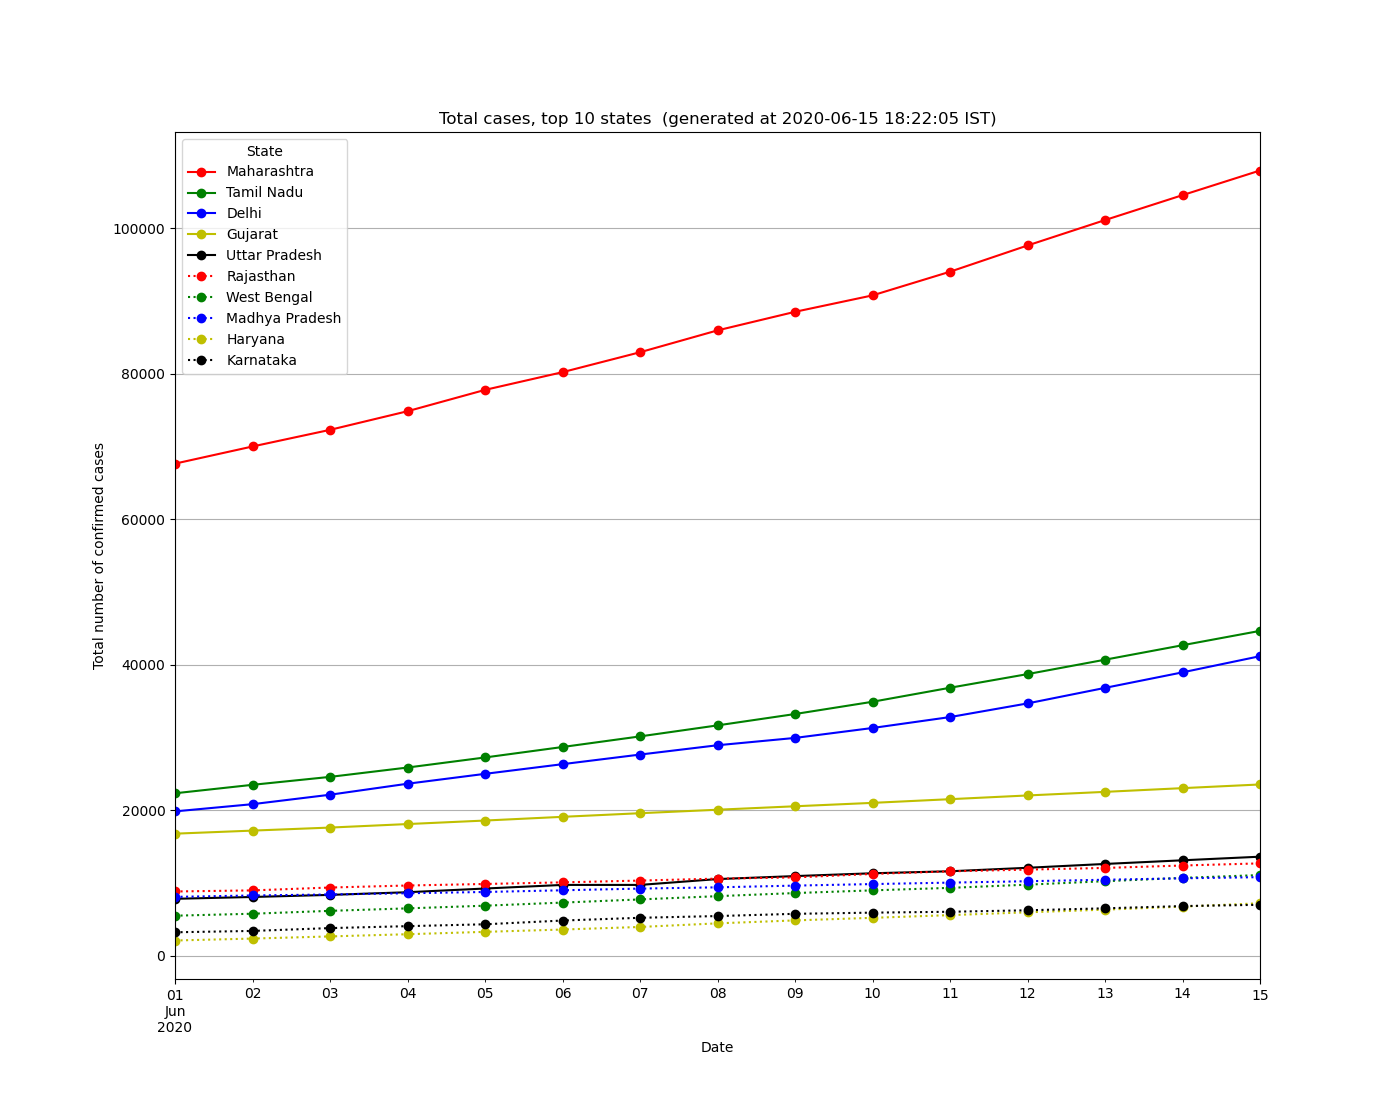 Total cases, top 10 states  (generated at 2020-06-15 18:22:05 IST)
State
Maharashtra
Tamil Nadu
Delhi
Gujarat
Uttar Pradesh
Rajasthan
West Bengal
Madhya Pradesh
Haryana
Karnataka
Total number of confirmed cases
100000
80000
60000
40000
20000
0
01 02 03 04 05 06 07 08 09 10 11 12 13 14 15
Jun
2020
Date